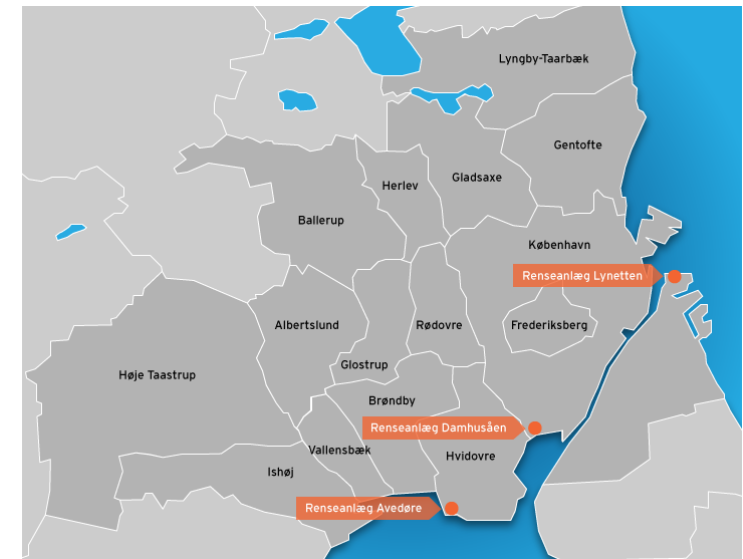 Lyngby-Taarbæk
Gentofte
Gladsaxe
Herlev
Ballerup
København
Renseanlæg Lynetten
Albertslund
Rødovre
Frederiksberg
Glostrup
Høje Taastrup
Brøndby
Renseanlæg Damhusåen
Vallensbæk
Hvidovre
Ishøj
Renseanlæg Avedøre